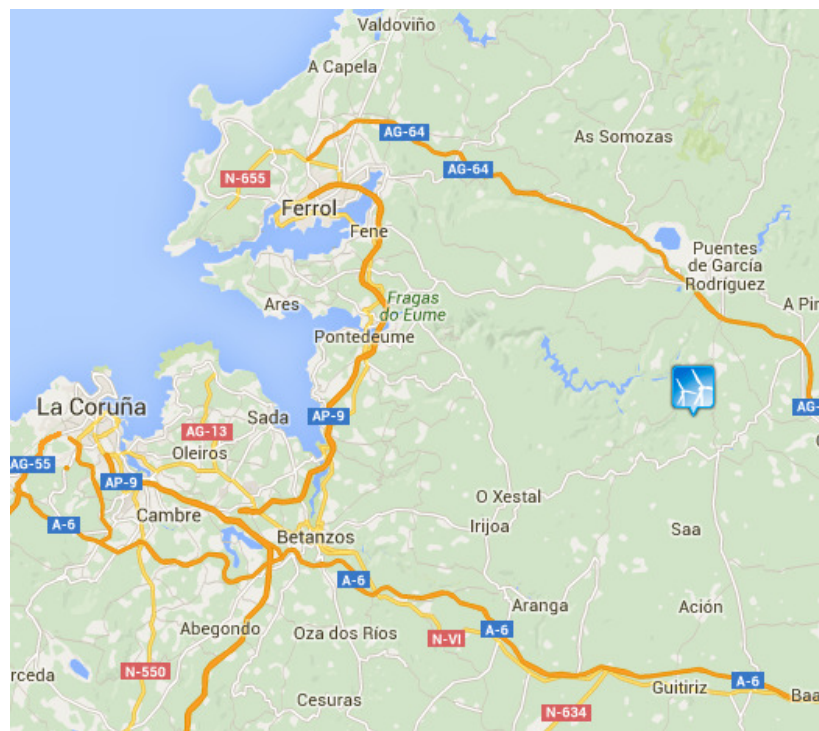 Valdoviño
A Capela
AG-64
As Somozas
AG-64
N-655
Ferrol
Fene
Puentes
de García
Rodríguez
Ares
Fragas
do Eume
A Pi
Pontedeume
La Coruña
Sada
AP-9
AG-
AG-13
Oleiros
AG-55
AP-9
O Xestal
Cambre
A-6
Irijoa
Saa
Betanzos
A-6
Aranga
Ación
Abegondo
Oza dos Ríos
N-VI
A-6
N-550
rceda
A-6
Guitiriz
Baa
Cesuras
N-634